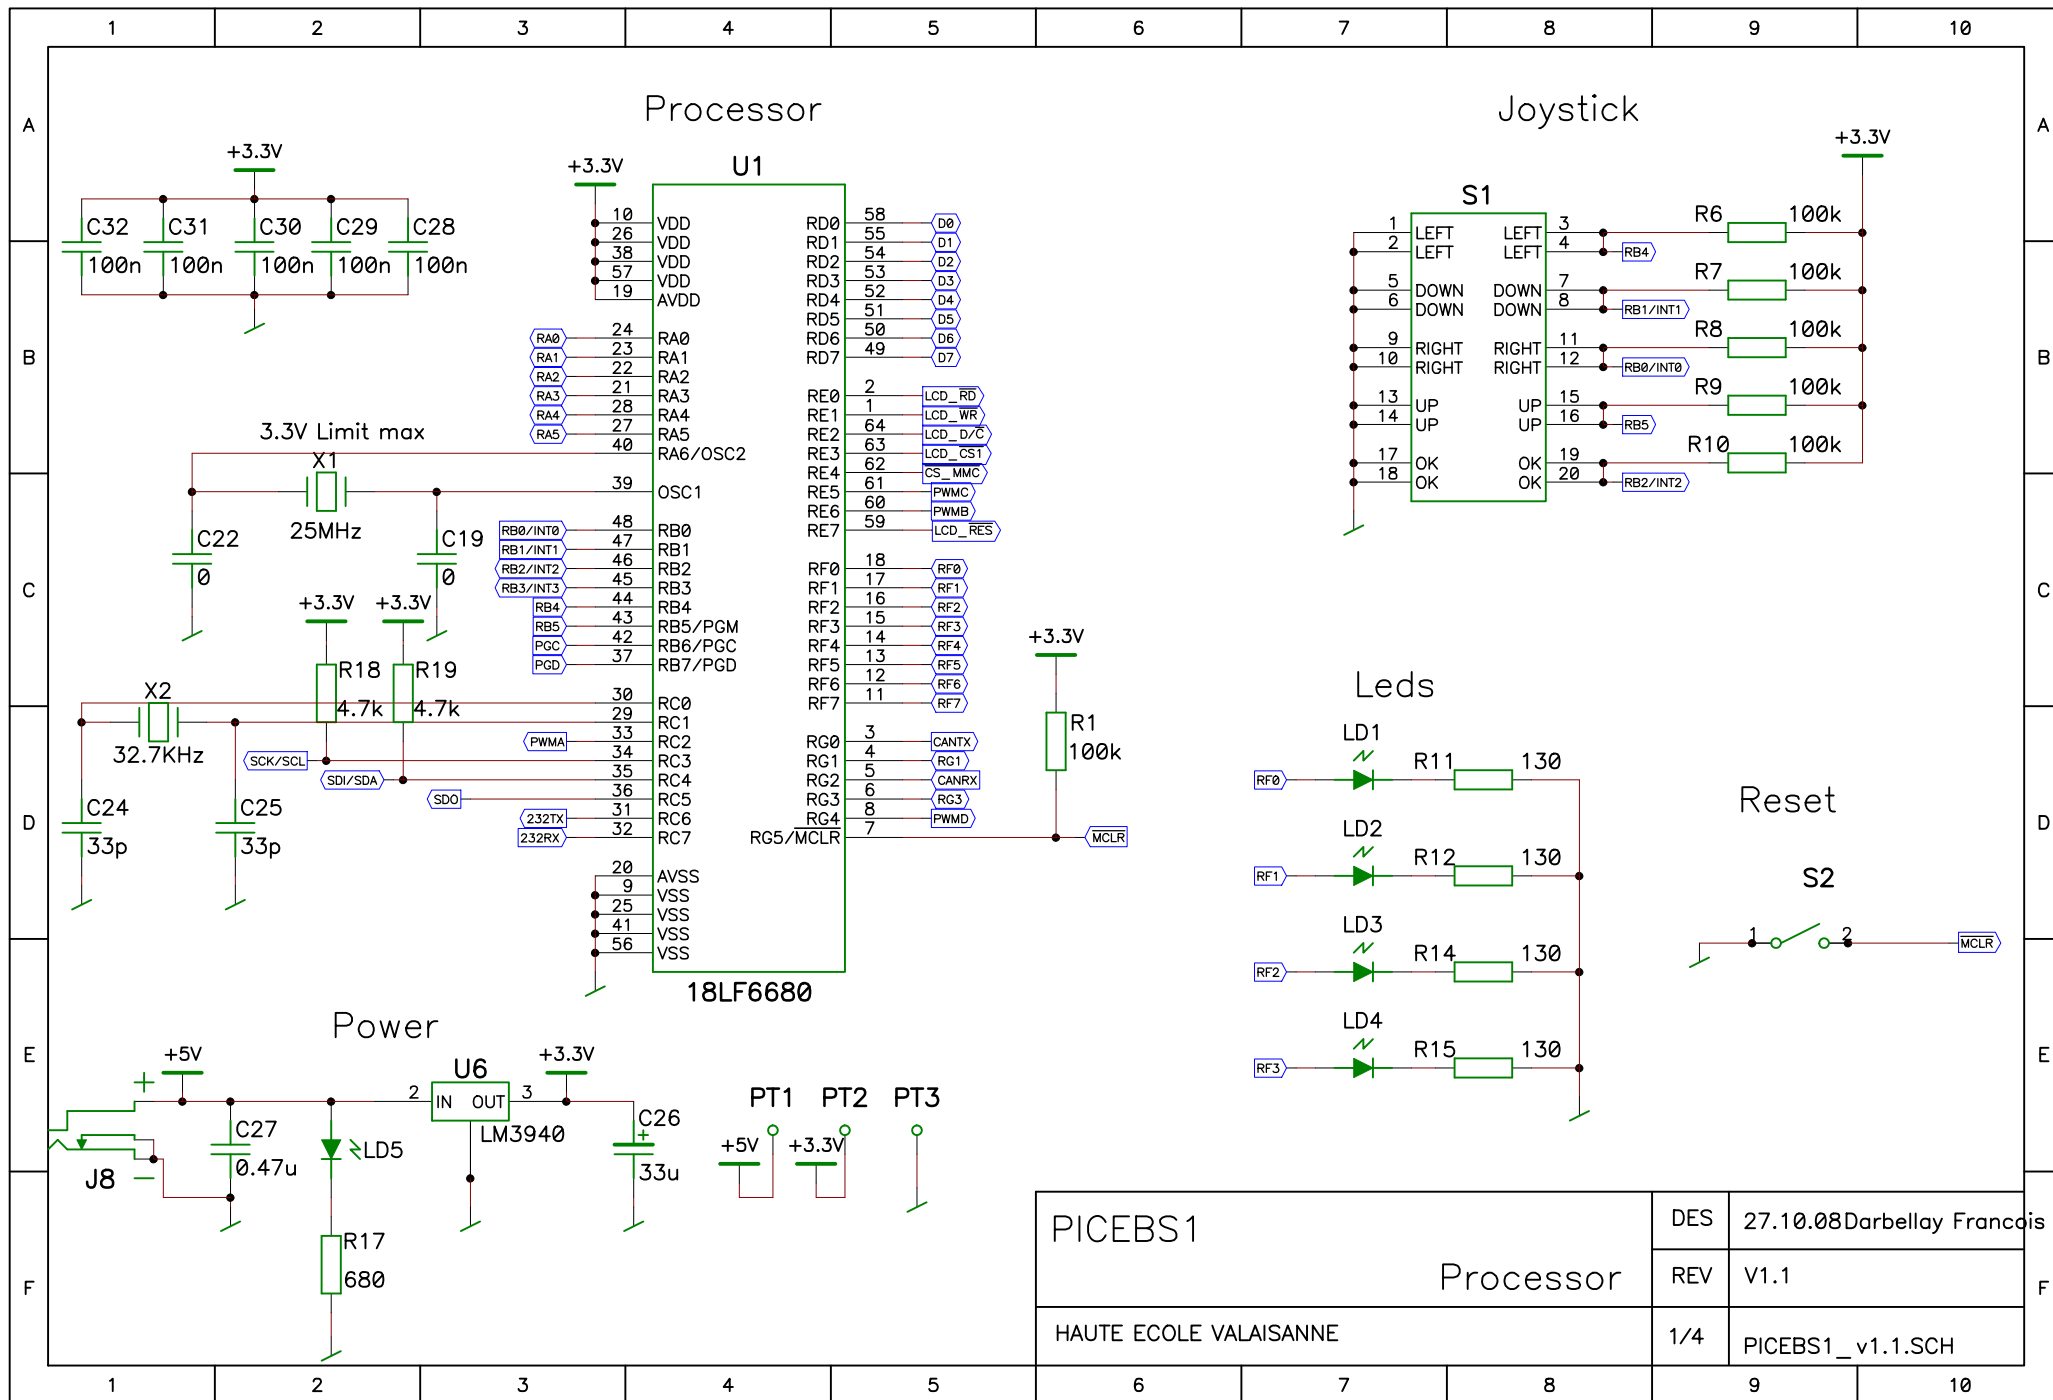 1 2 3 4 5 6 7 8 9 10
A A
B B
C C
D D
E E
F F
Processor
+3.3V
C32 C31 C30 C29 C28
100n 100n 100n 100n 100n
+3.3V
U1
10 VDD
26 VDD
38 VDD
57 VDD
19 AVDD
RA0 24 RA0
RA1 23 RA1
RA2 22 RA2
RA3 21 RA3
RA4 28 RA4
RA5 27 RA5
40 RA6/OSC2
39 OSC1
RB0/INT0 48 RB0
RB1/INT1 47 RB1
RB2/INT2 46 RB2
RB3/INT3 45 RB3
RB4 44 RB4
RB5 43 RB5/PGM
PGC 42 RB6/PGC
PGD 37 RB7/PGD
30 RC0
29 RC1
PWMA 33 RC2
SCK/SCL 34 RC3
SDI/SDA 35 RC4
SDO 36 RC5
232TX 31 RC6
232RX 32 RC7
20 AVSS
9 VSS
25 VSS
41 VSS
56 VSS
RD0 58 D0
RD1 55 D1
RD2 54 D2
RD3 53 D3
RD4 52 D4
RD5 51 D5
RD6 50 D6
RD7 49 D7
RE0 2 LCD_RD
RE1 1 LCD_WR
RE2 64 LCD_D/C
RE3 63 LCD_CS1
RE4 62 CS_MMC
RE5 61 PWMC
RE6 60 PWMB
RE7 59 LCD_RES
RF0 18 RF0
RF1 17 RF1
RF2 16 RF2
RF3 15 RF3
RF4 14 RF4
RF5 13 RF5
RF6 12 RF6
RF7 11 RF7
RG0 3 CANTX
RG1 4 RG1
RG2 5 CANRX
RG3 6 RG3
RG4 8 PWMD
RG5/MCLR 7 MCLR
18LF6680
+3.3V
R1
100k
3.3V Limit max
X1
25MHz
C22
0
C19
0
+3.3V +3.3V
R18 R19
4.7k 4.7k
X2
32.7KHz
C24
33p
C25
33p
Joystick
+3.3V
S1
1 LEFT LEFT 3 R6 100k
2 LEFT LEFT 4 RB4
5 DOWN DOWN 7 R7 100k
6 DOWN DOWN 8 RB1/INT1
9 RIGHT RIGHT 11 R8 100k
10 RIGHT RIGHT 12 RB0/INT0
13 UP UP 15 R9 100k
14 UP UP 16 RB5
17 OK OK 19 R10 100k
18 OK OK 20 RB2/INT2
Leds
LD1
RF0 R11 130
LD2
RF1 R12 130
LD3
RF2 R14 130
LD4
RF3 R15 130
Reset
S2
1 2 MCLR
Power
+5V
U6
+3.3V
+
2 IN OUT 3
LM3940
C27
0.47u
LD5
C26
+
33u
J8
−
R17
680
PT1 PT2 PT3
+5V +3.3V
PICEBS1
Processor
HAUTE ECOLE VALAISANNE
DES 27.10.08Darbellay Francois
REV V1.1
1/4 PICEBS1_v1.1.SCH
1 2 3 4 5 6 7 8 9 10